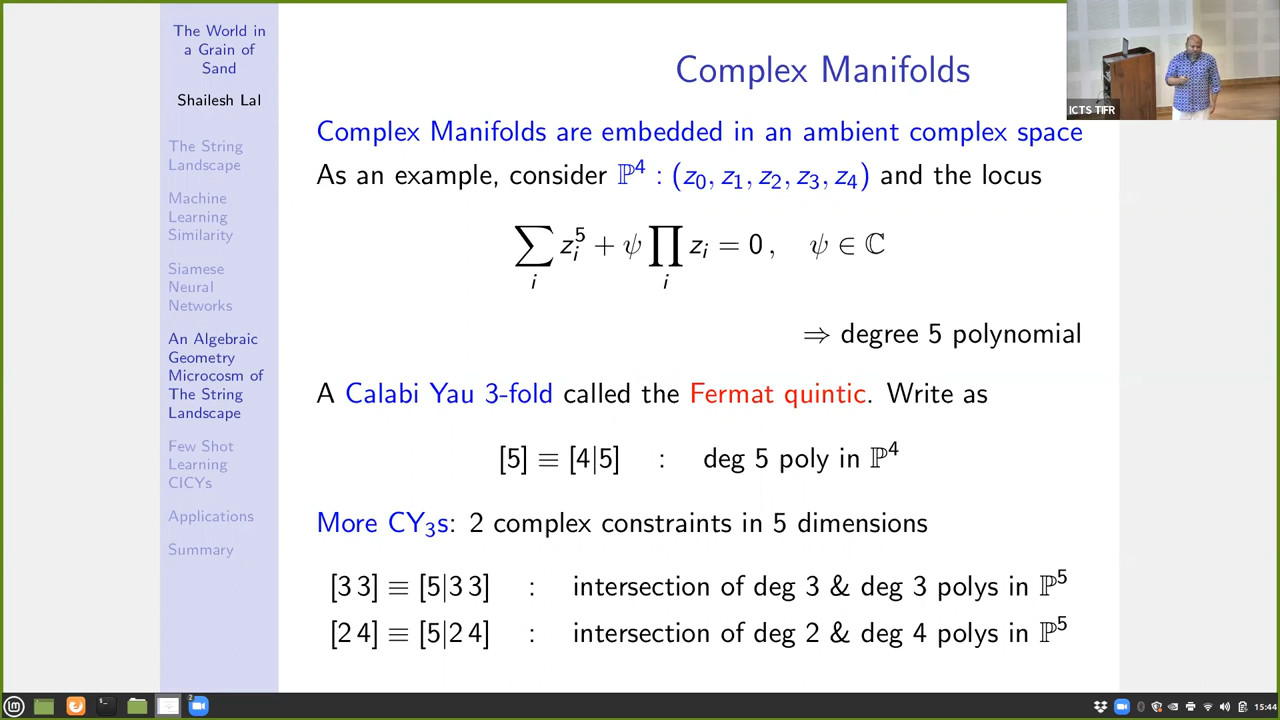 The World in
a Grain of
Sand
Shailesh Lal
The String
Landscape
Machine
Learning
Similarity
Siamese
Neural
Networks
An Algebraic
Geometry
Microcosm of
The String
Landscape
Few Shot
Learning
CICYs
Applications
Summary
Complex Manifolds
Complex Manifolds are embedded in an ambient complex space
As an example, consider ℙ⁴ : (z₀, z₁, z₂, z₃, z₄) and the locus
∑ᵢ zᵢ⁵ + ψ ∏ᵢ zᵢ = 0 , ψ ∈ ℂ
⇒ degree 5 polynomial
A Calabi Yau 3-fold called the Fermat quintic. Write as
[5] ≡ [4|5] : deg 5 poly in ℙ⁴
More CY₃s: 2 complex constraints in 5 dimensions
[3 3] ≡ [5|3 3] : intersection of deg 3 & deg 3 polys in ℙ⁵
[2 4] ≡ [5|2 4] : intersection of deg 2 & deg 4 polys in ℙ⁵
ICTS TIFR
2
15:44